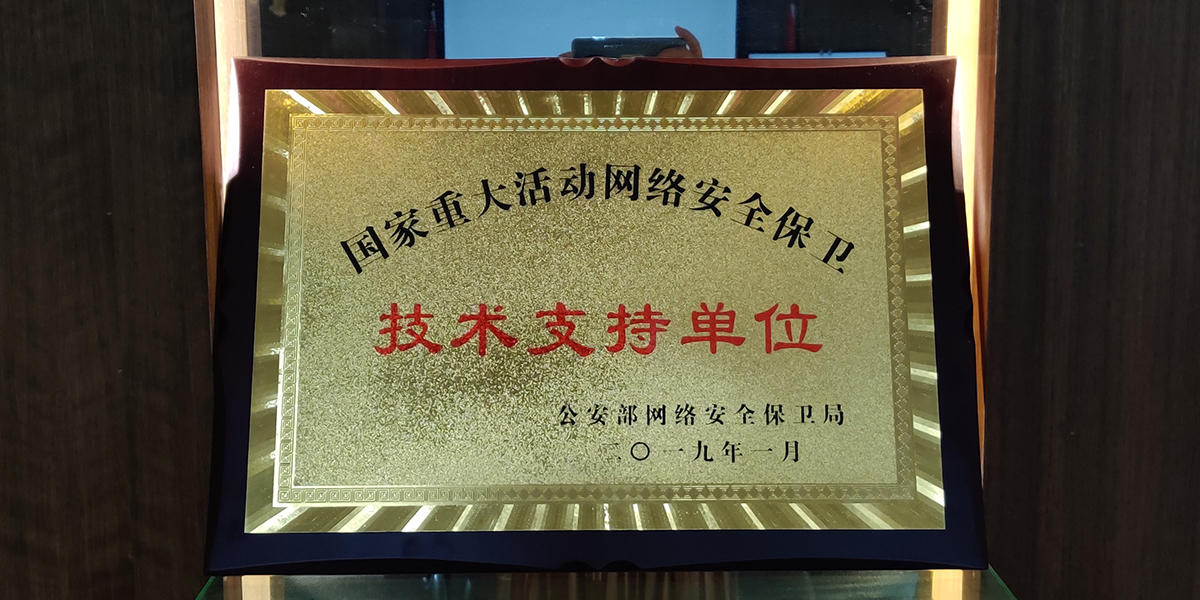 国家重大活动网络安全保卫
技术支持单位
公安部网络安全保卫局
二〇一九年一月